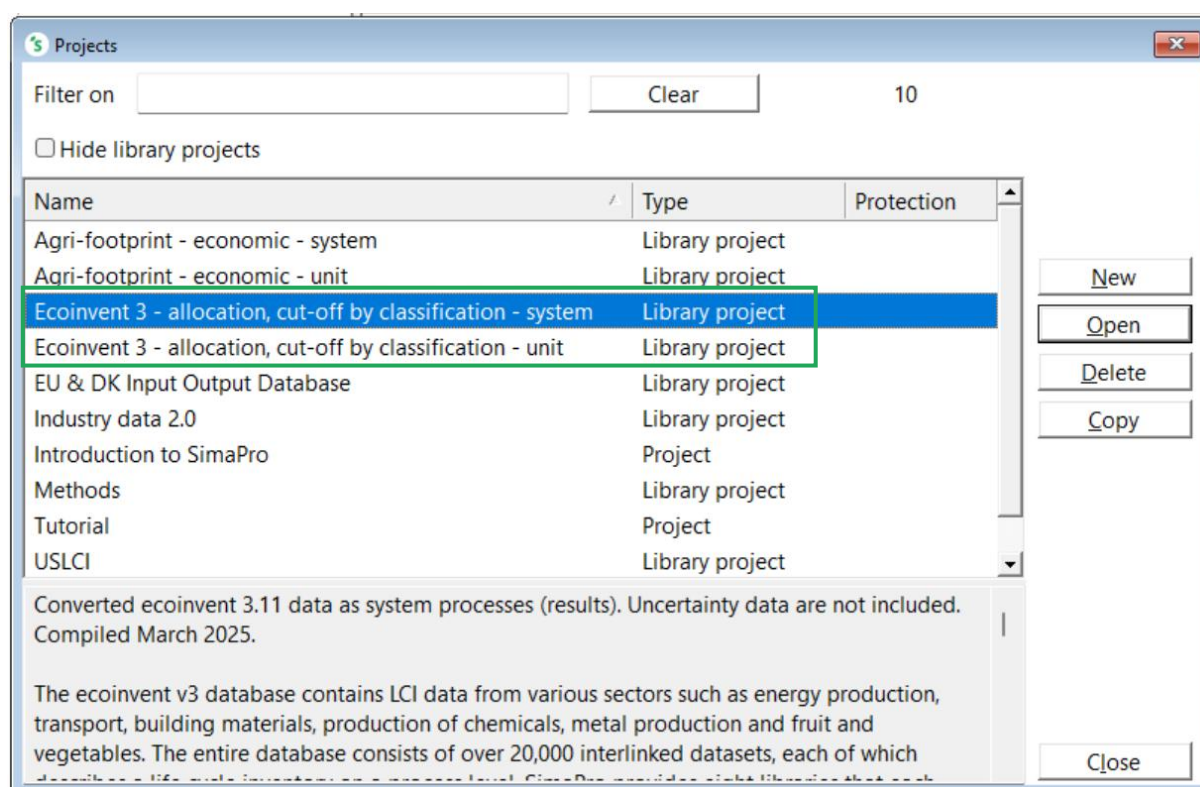 Projects
Filter on Clear 10
Hide library projects
Name Type Protection
Agri-footprint - economic - system Library project
Agri-footprint - economic - unit Library project
Ecoinvent 3 - allocation, cut-off by classification - system Library project
Ecoinvent 3 - allocation, cut-off by classification - unit Library project
EU & DK Input Output Database Library project
Industry data 2.0 Library project
Introduction to SimaPro Project
Methods Library project
Tutorial Project
USLCI Library project
New
Open
Delete
Copy
Converted ecoinvent 3.11 data as system processes (results). Uncertainty data are not included.
Compiled March 2025.
The ecoinvent v3 database contains LCI data from various sectors such as energy production,
transport, building materials, production of chemicals, metal production and fruit and
vegetables. The entire database consists of over 20,000 interlinked datasets, each of which
Close